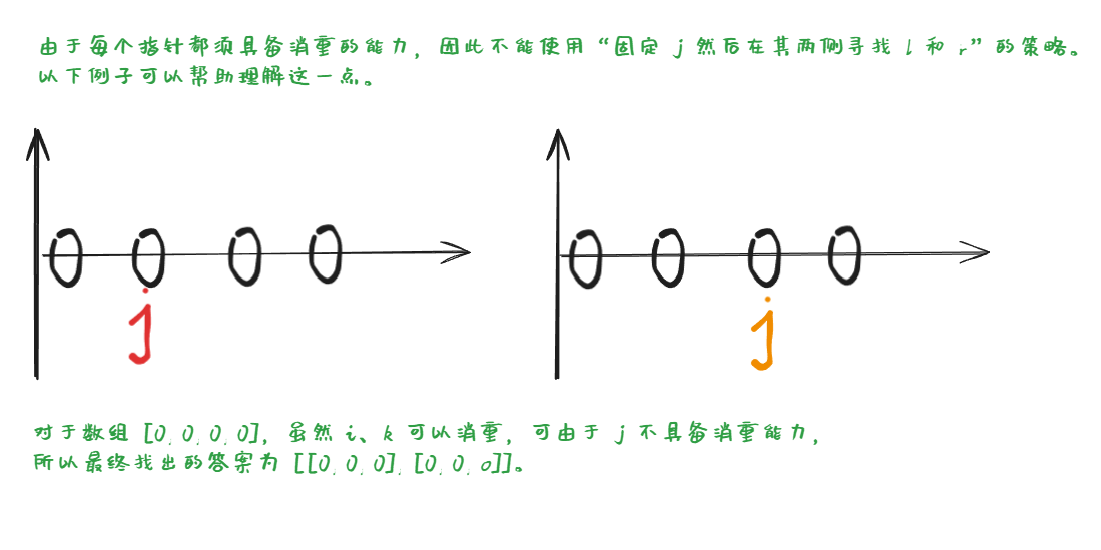 由于每个指针都须具备消重的能力，因此不能使用“固定 j 然后在其两侧寻找 l 和 r”的策略。
以下例子可以帮助理解这一点。
0 0 0 0
j
0 0 0 0
j
对于数组 [0, 0, 0, 0]，虽然 i、k 可以消重，可由于 j 不具备消重能力，
所以最终找出的答案为 [[0, 0, 0], [0, 0, 0]]。